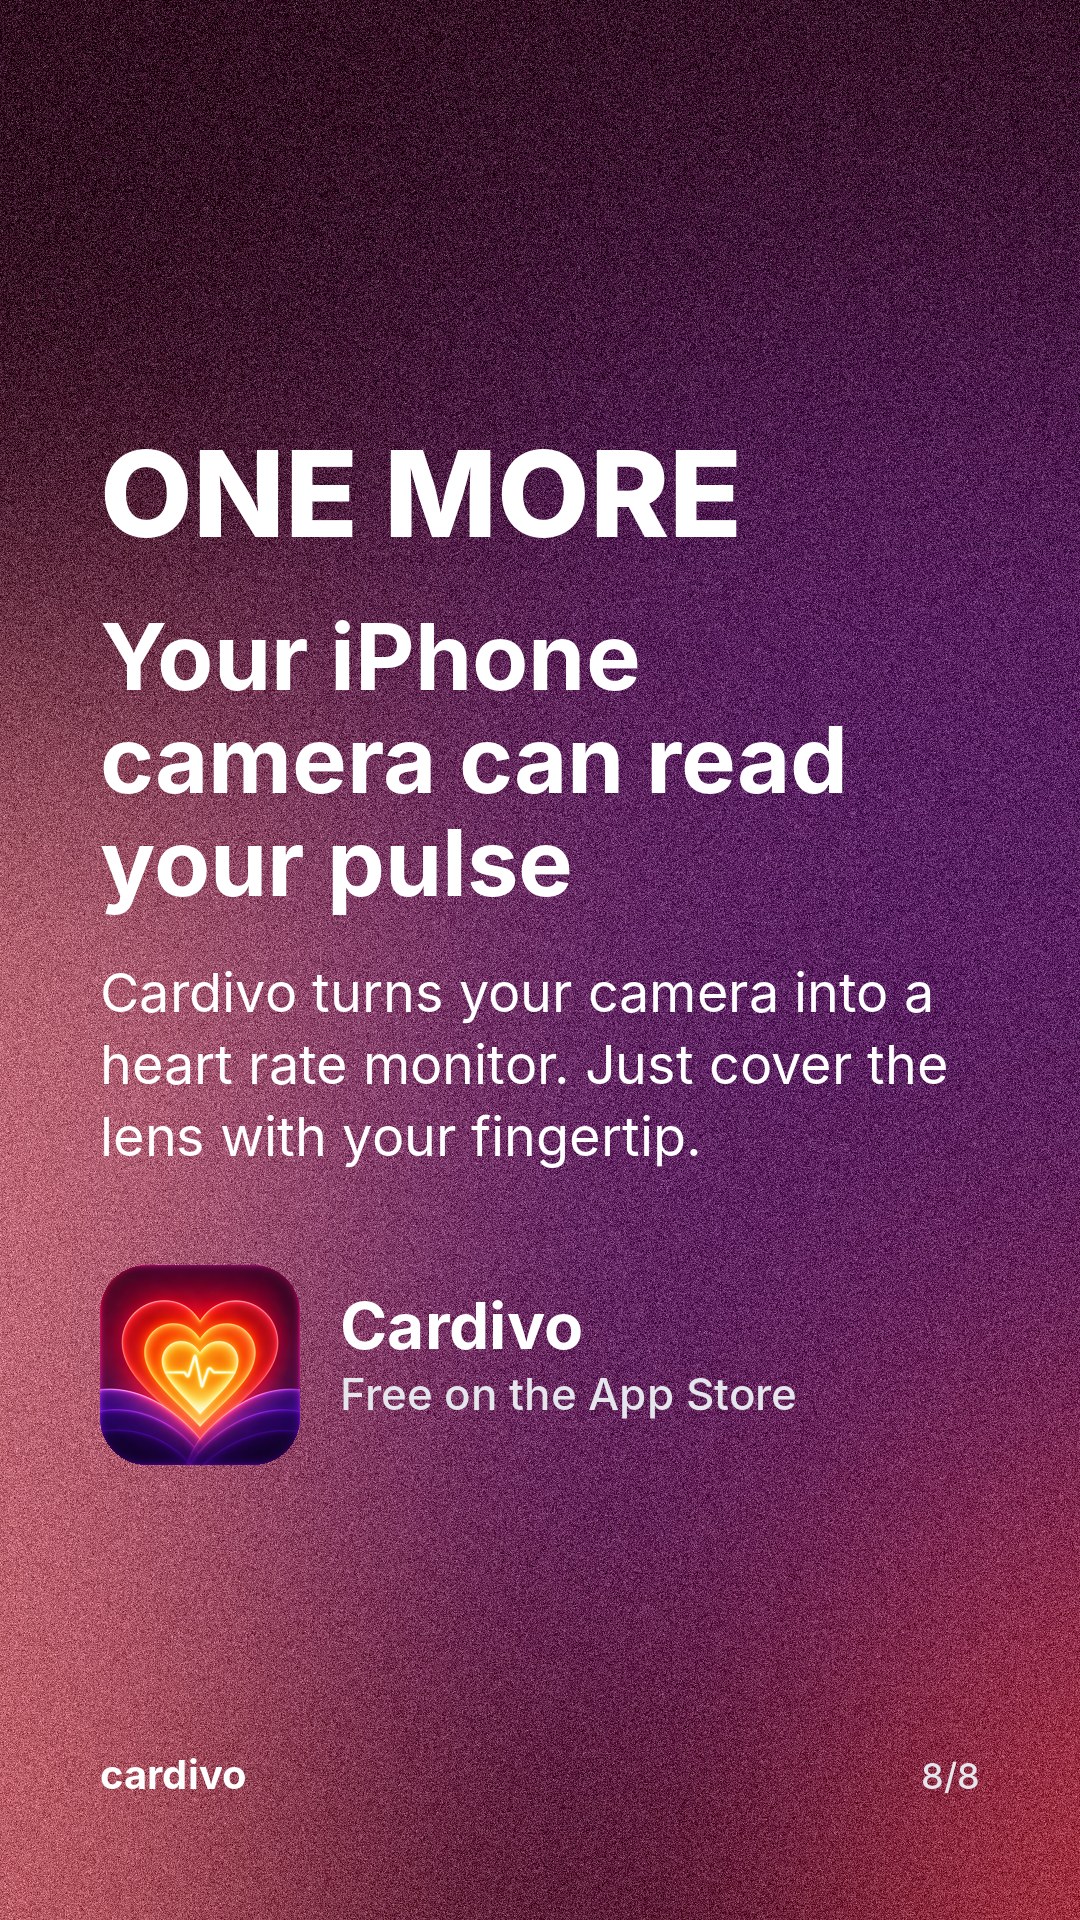 ONE MORE
Your iPhone
camera can read
your pulse
Cardivo turns your camera into a
heart rate monitor. Just cover the
lens with your fingertip.
Cardivo
Free on the App Store
cardivo
8/8